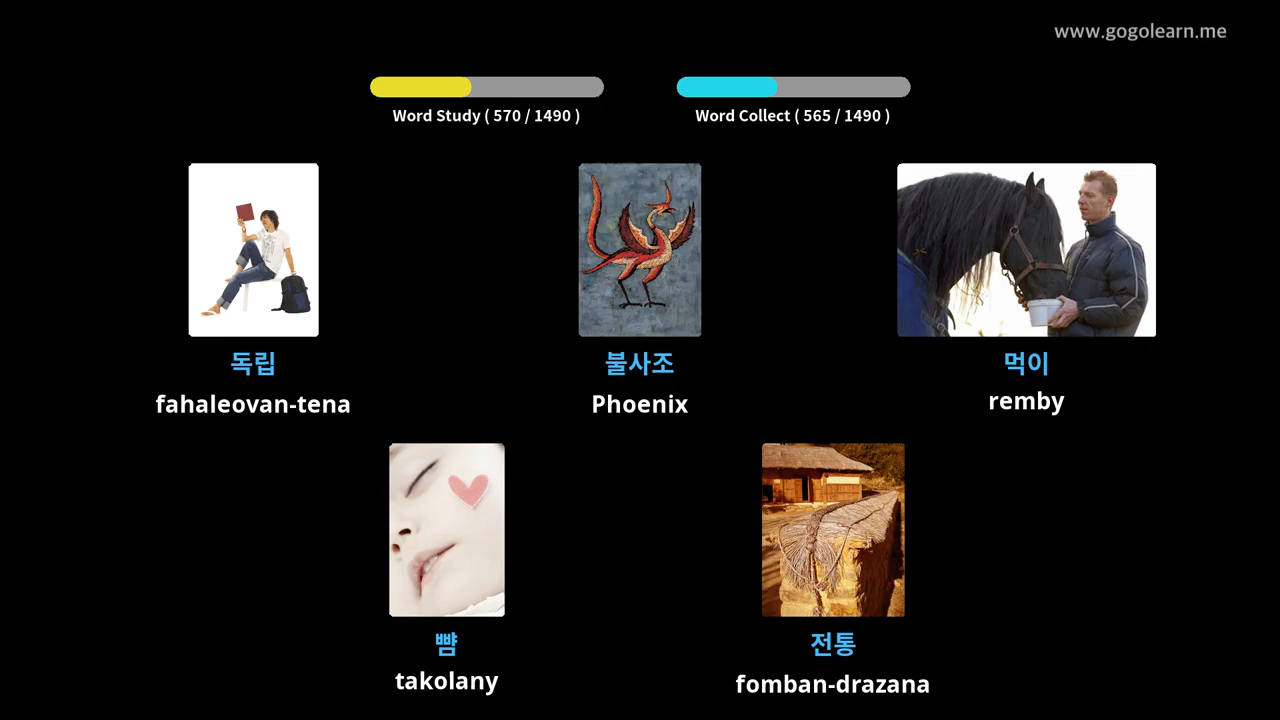 www.gogolearn.me
Word Study ( 570 / 1490 )
Word Collect ( 565 / 1490 )
독립
fahaleovan-tena
불사조
Phoenix
먹이
remby
뺨
takolany
전통
fomban-drazana